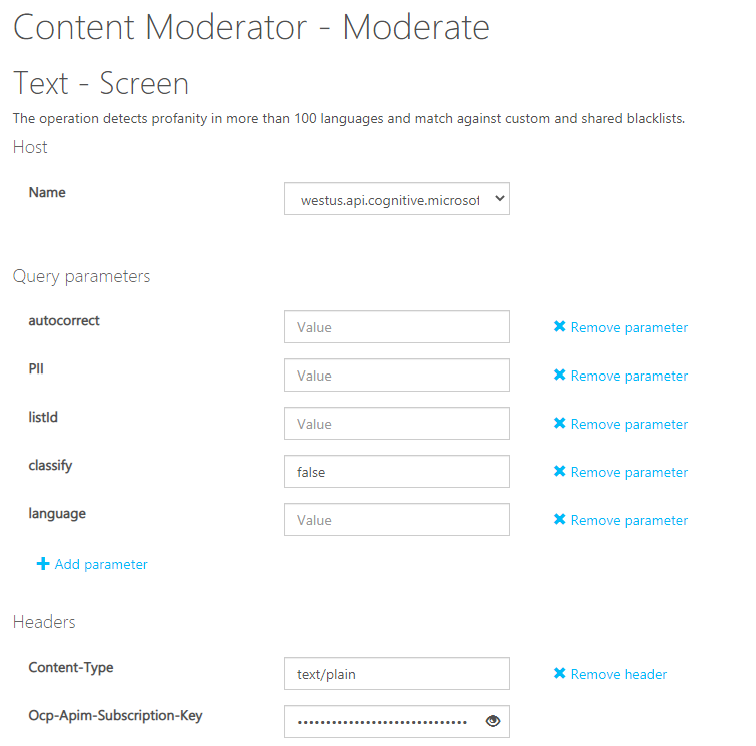 Content Moderator - Moderate
Text - Screen
The operation detects profanity in more than 100 languages and match against custom and shared blacklists.
Host
Name
westus.api.cognitive.microsof
Query parameters
autocorrect
Value
Remove parameter
PII
Value
Remove parameter
listId
Value
Remove parameter
classify
false
Remove parameter
language
Value
Remove parameter
Add parameter
Headers
Content-Type
text/plain
Remove header
Ocp-Apim-Subscription-Key
••••••••••••••••••••••••••••••